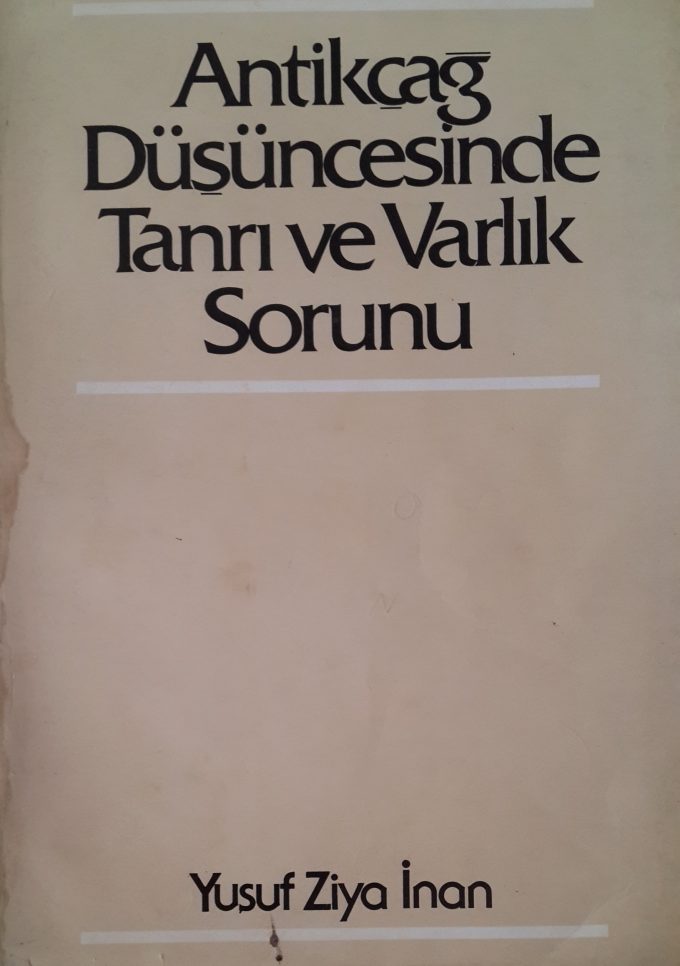 Antikçağ
Düşüncesinde
Tanrı ve Varlık
Sorunu
Yusuf Ziya İnan